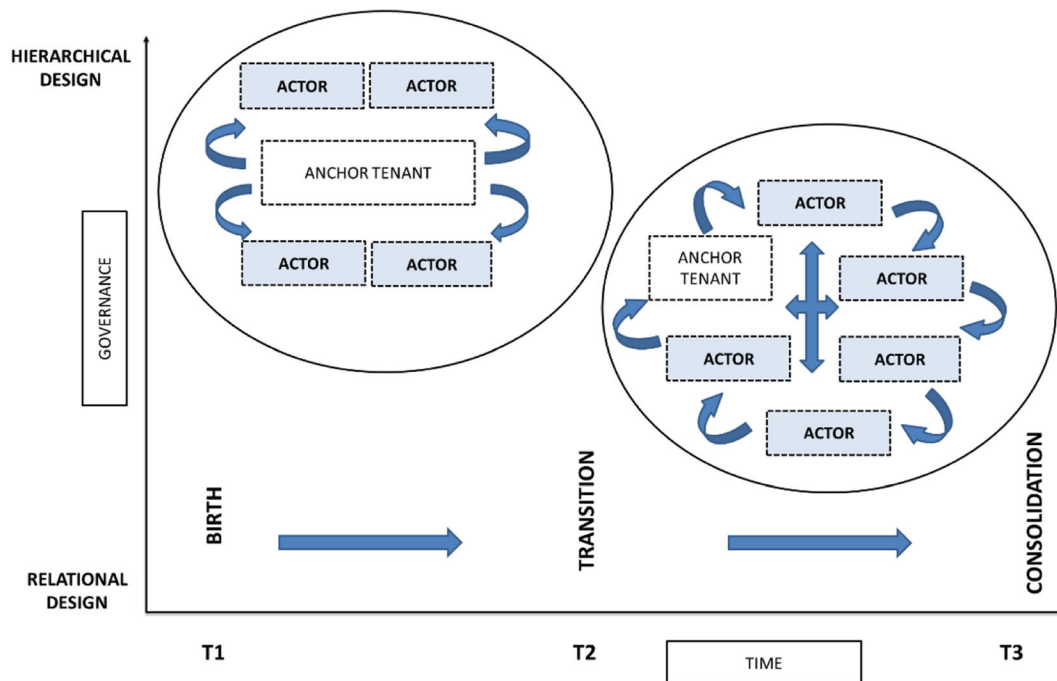 HIERARCHICAL
DESIGN
ACTOR
ACTOR
ANCHOR TENANT
ACTOR
ACTOR
ACTOR
ANCHOR
TENANT
ACTOR
ACTOR
ACTOR
ACTOR
GOVERNANCE
BIRTH
TRANSITION
CONSOLIDATION
RELATIONAL
DESIGN
T1
T2
TIME
T3